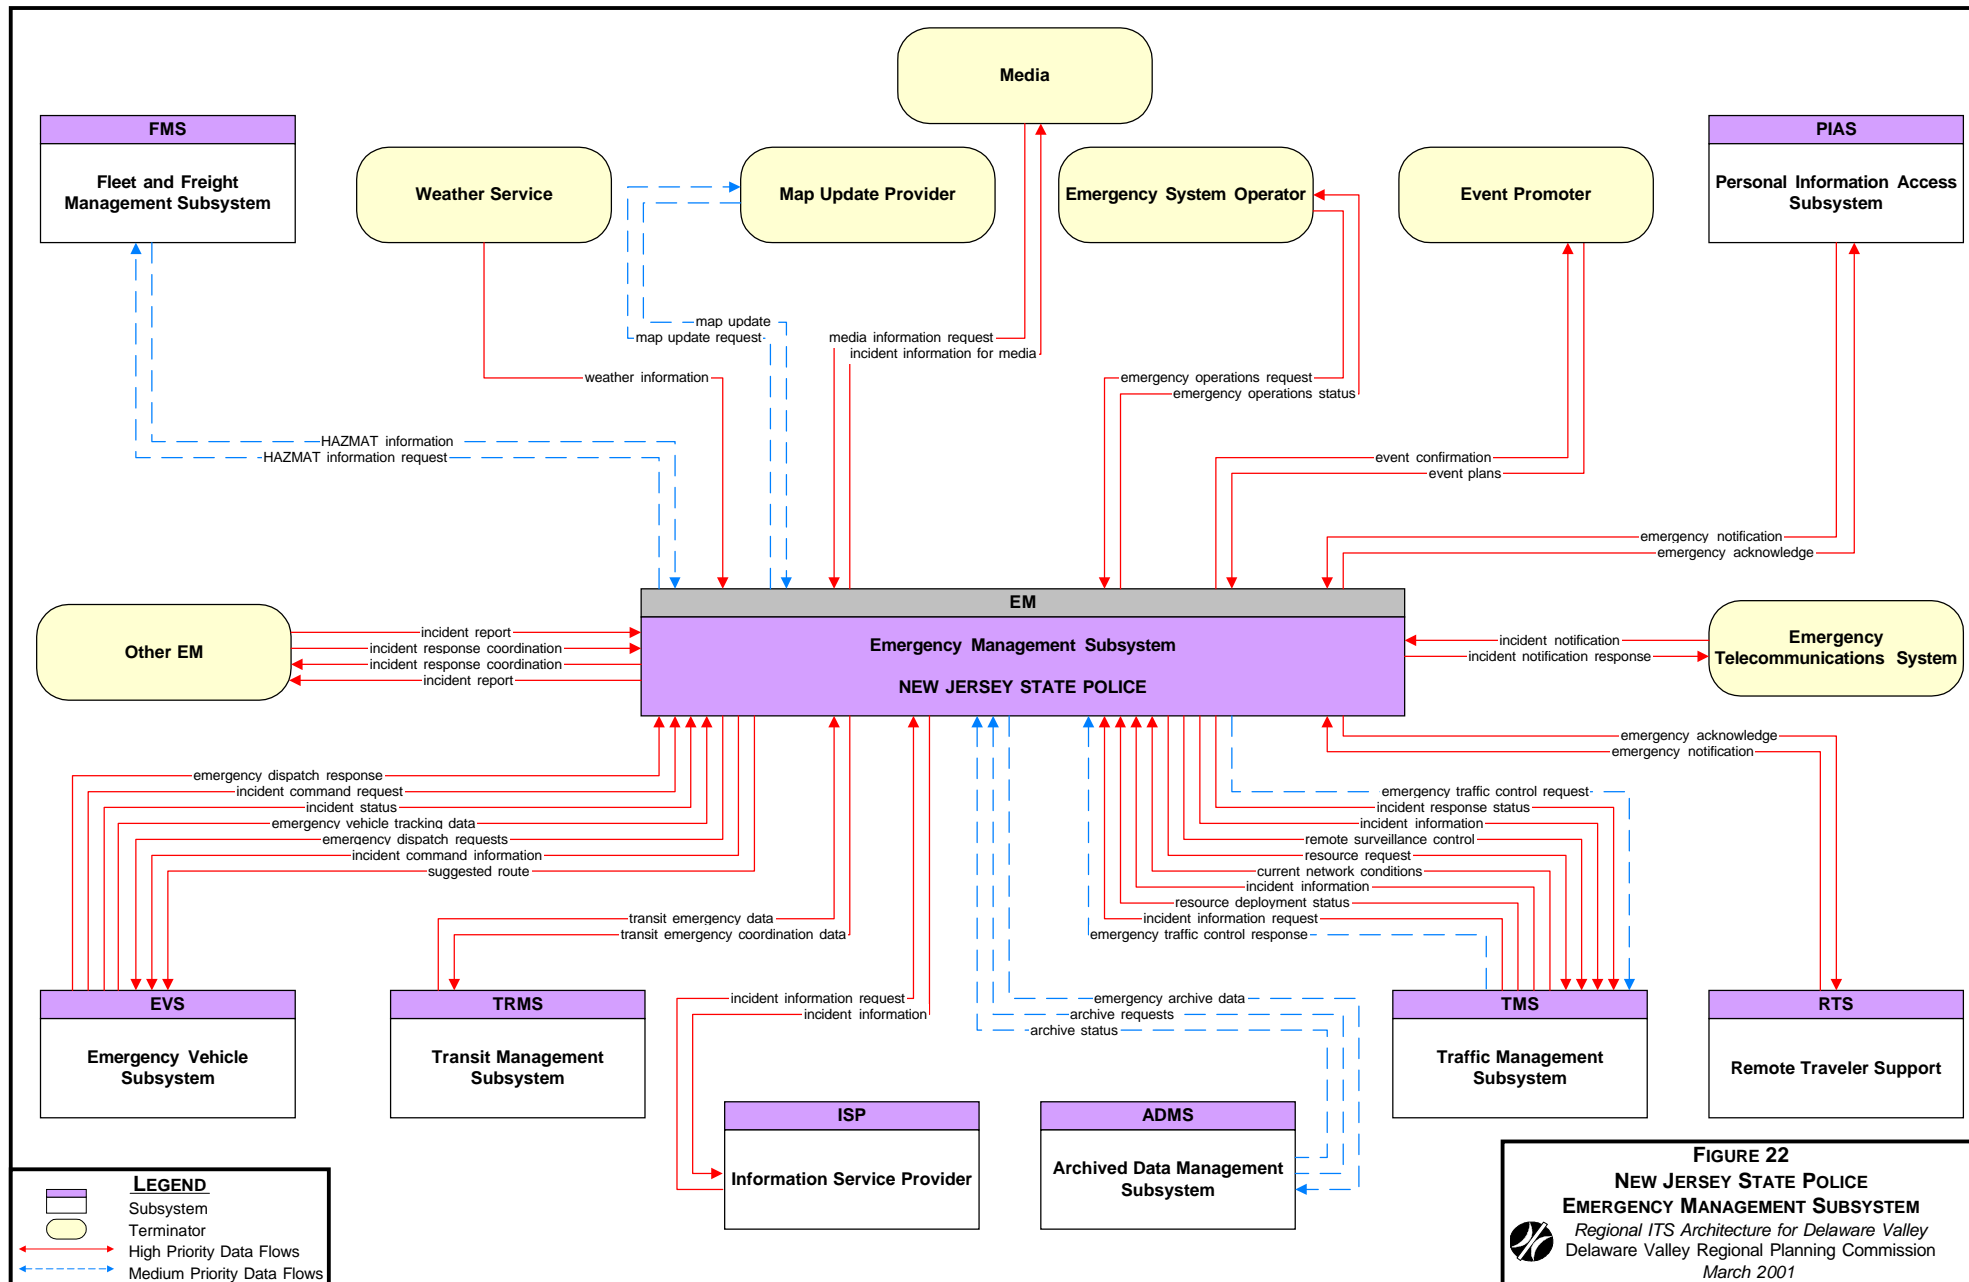 Media
FMS
Fleet and Freight
Management Subsystem
Weather Service
Map Update Provider
Emergency System Operator
Event Promoter
PIAS
Personal Information Access
Subsystem
map update
map update request
media information request
incident information for media
weather information
emergency operations request
emergency operations status
HAZMAT information
HAZMAT information request
event confirmation
event plans
emergency notification
emergency acknowledge
EM
Emergency Management Subsystem
NEW JERSEY STATE POLICE
Other EM
incident report
incident response coordination
incident response coordination
incident report
incident notification
incident notification response
Emergency
Telecommunications System
emergency acknowledge
emergency notification
emergency dispatch response
incident command request
incident status
emergency vehicle tracking data
emergency dispatch requests
incident command information
suggested route
emergency traffic control request
incident response status
incident information
remote surveillance control
resource request
current network conditions
incident information
resource deployment status
incident information request
emergency traffic control response
transit emergency data
transit emergency coordination data
incident information request
incident information
emergency archive data
archive requests
archive status
EVS
Emergency Vehicle
Subsystem
TRMS
Transit Management
Subsystem
TMS
Traffic Management
Subsystem
RTS
Remote Traveler Support
ISP
Information Service Provider
ADMS
Archived Data Management
Subsystem
LEGEND
Subsystem
Terminator
High Priority Data Flows
Medium Priority Data Flows
FIGURE 22
NEW JERSEY STATE POLICE
EMERGENCY MANAGEMENT SUBSYSTEM
Regional ITS Architecture for Delaware Valley
Delaware Valley Regional Planning Commission
March 2001